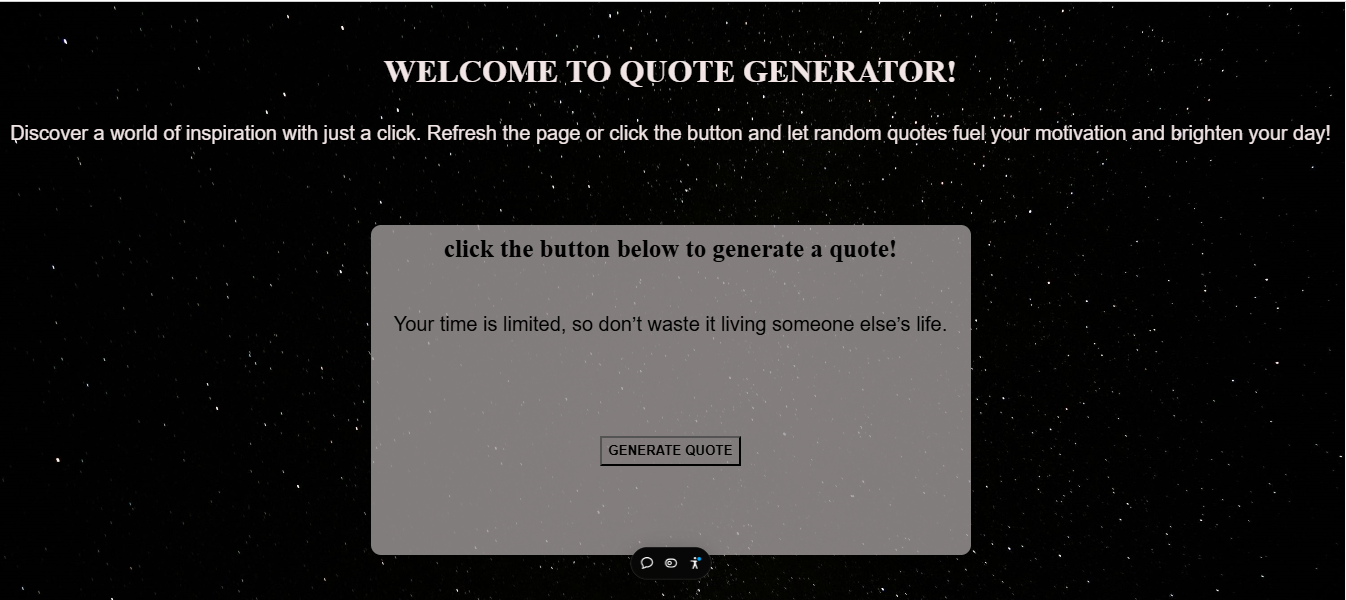 WELCOME TO QUOTE GENERATOR!
Discover a world of inspiration with just a click. Refresh the page or click the button and let random quotes fuel your motivation and brighten your day!
click the button below to generate a quote!
Your time is limited, so don’t waste it living someone else’s life.
GENERATE QUOTE